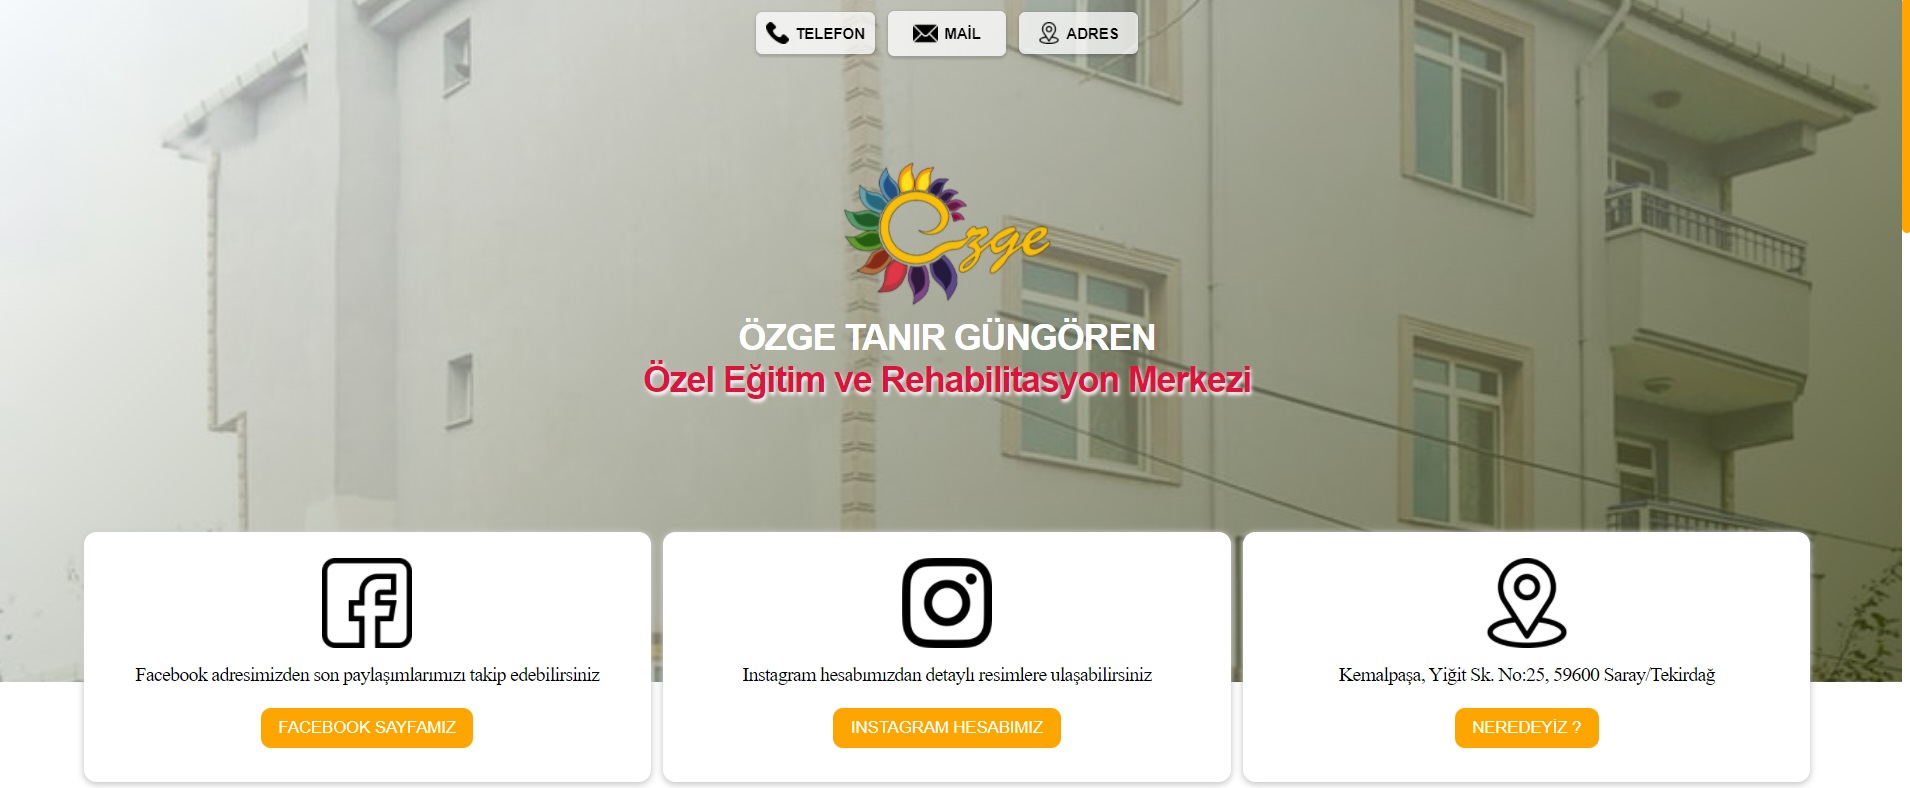 TELEFON
MAİL
ADRES
ezge
ÖZGE TANIR GÜNGÖREN
Özel Eğitim ve Rehabilitasyon Merkezi
Facebook adresimizden son paylaşımlarımızı takip edebilirsiniz
FACEBOOK SAYFAMIZ
Instagram hesabımızdan detaylı resimlere ulaşabilirsiniz
INSTAGRAM HESABIMIZ
Kemalpaşa, Yiğit Sk. No:25, 59600 Saray/Tekirdağ
NEREDEYİZ ?